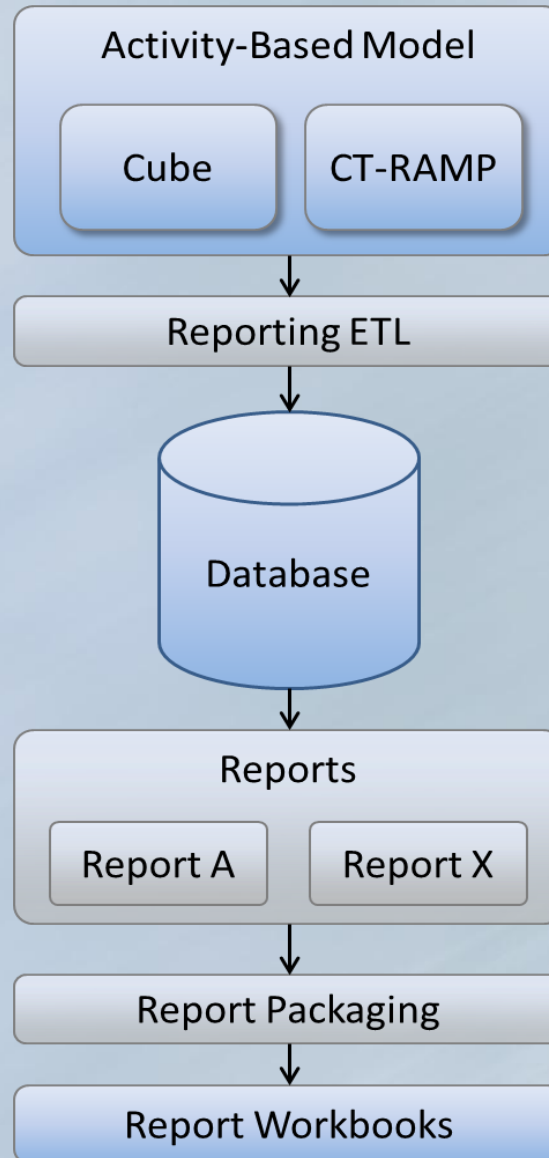 Activity-Based Model
Cube
CT-RAMP
Reporting ETL
Database
Reports
Report A
Report X
Report Packaging
Report Workbooks